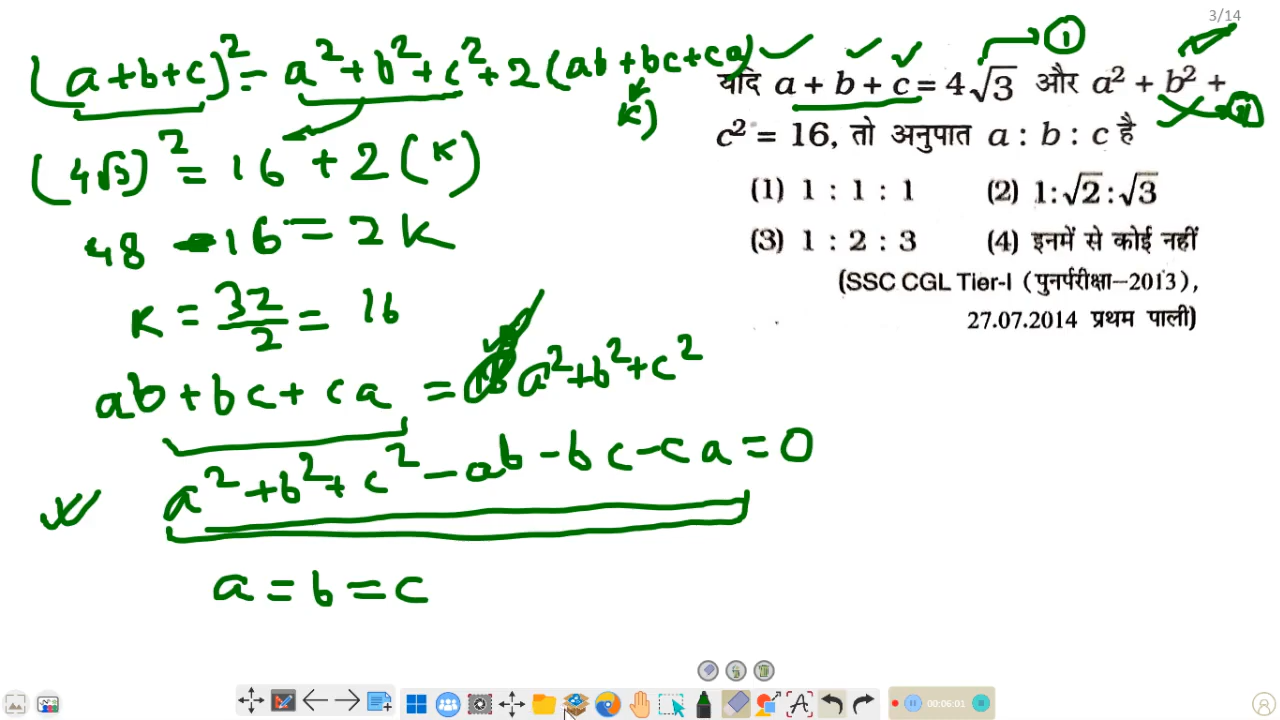 3/14
(a+b+c)² = a²+b²+c²+2(ab+bc+ca)
K)
(4√3)² = 16 + 2(K)
48 - 16 = 2K
K = 32/2 = 16
ab+bc+ca = a²+b²+c²
a²+b²+c²-ab-bc-ca=0
a=b=c
यदि a + b + c = 4√3 और a² + b² +
c² = 16, तो अनुपात a : b : c है
(1) 1 : 1 : 1 (2) 1:√2:√3
(3) 1 : 2 : 3 (4) इनमें से कोई नहीं
(SSC CGL Tier-I (पुनर्परीक्षा–2013),
27.07.2014 प्रथम पाली)
00:06:01